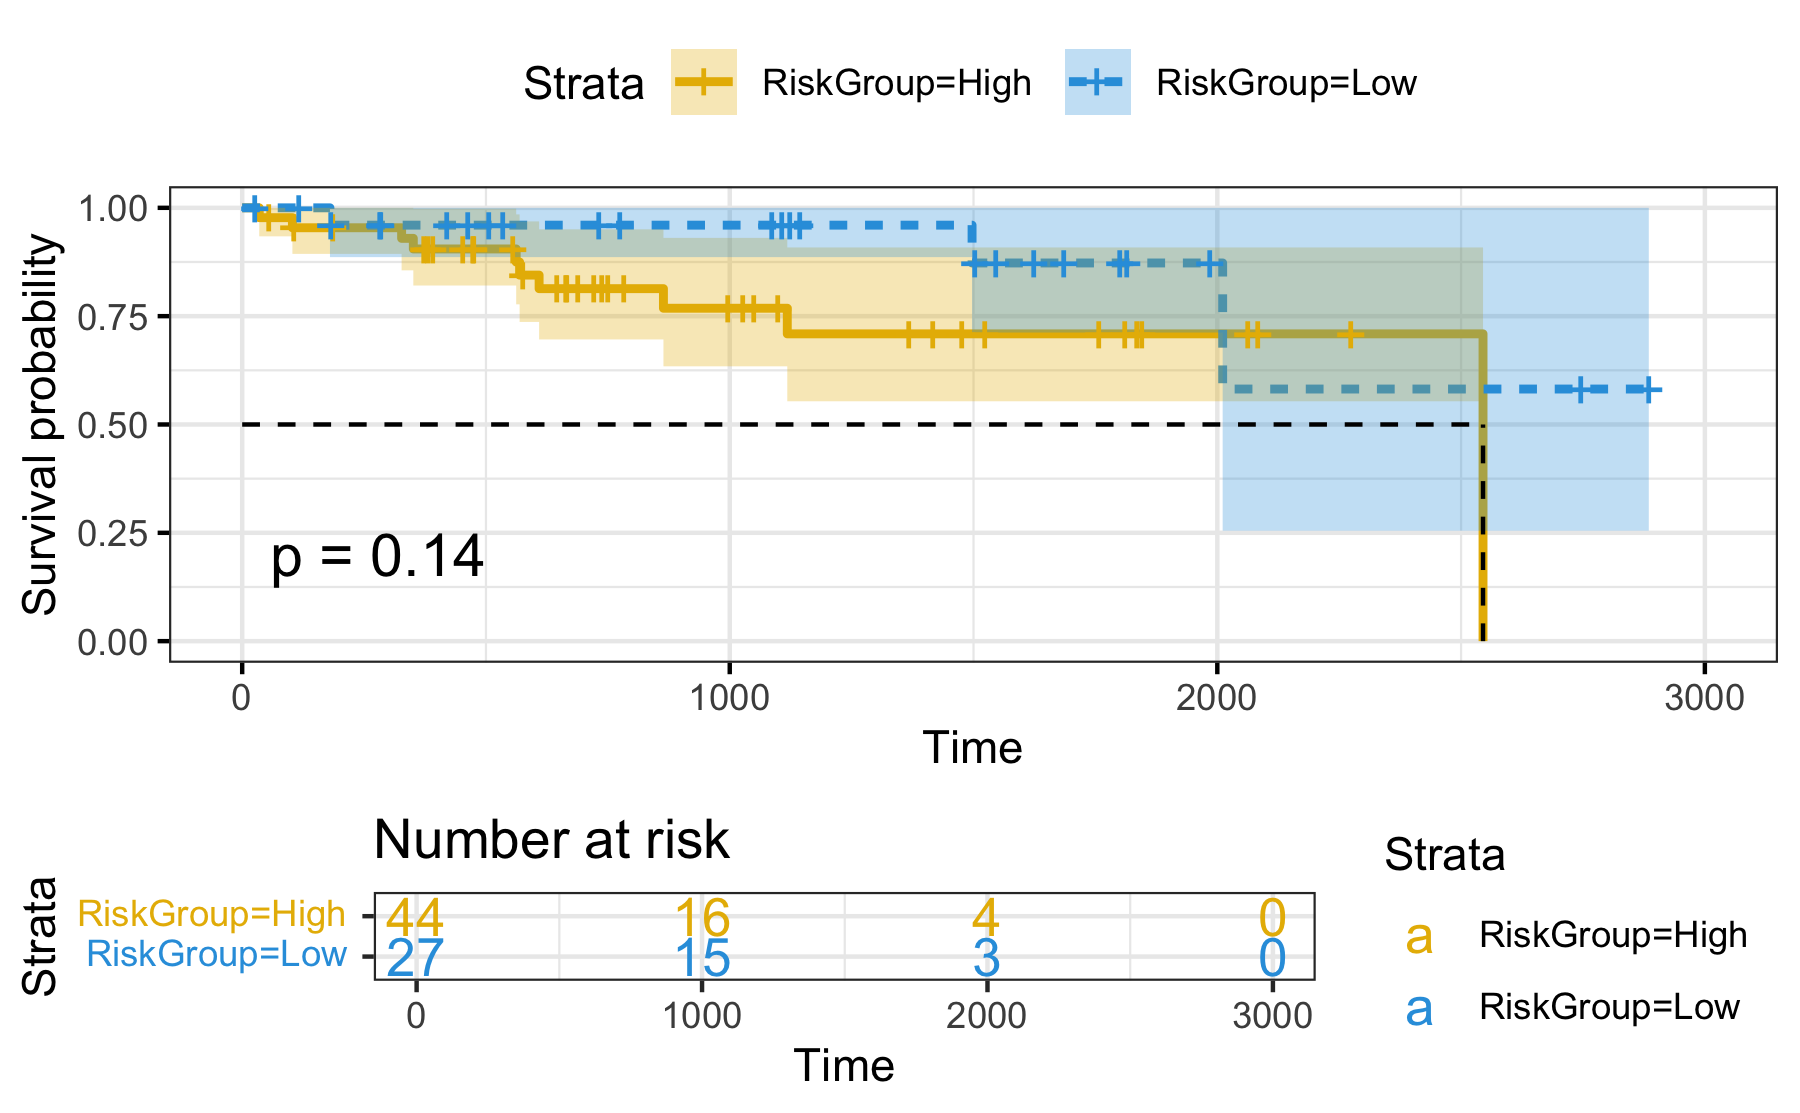 Strata RiskGroup=High RiskGroup=Low
Survival probability
1.00
0.75
0.50
0.25
0.00
p = 0.14
0 1000 2000 3000
Time
Number at risk
Strata
RiskGroup=High 44 16 4 0
RiskGroup=Low 27 15 3 0
0 1000 2000 3000
Time
Strata
a RiskGroup=High
a RiskGroup=Low